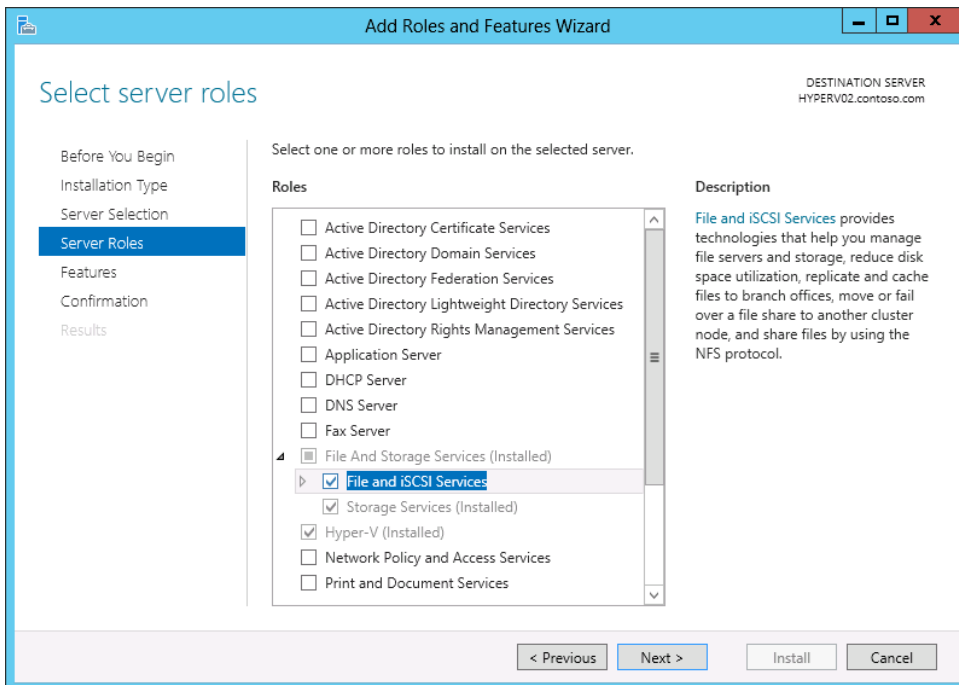 Add Roles and Features Wizard
Select server roles
DESTINATION SERVER
HYPERV02.contoso.com
Before You Begin
Installation Type
Server Selection
Server Roles
Features
Confirmation
Results
Select one or more roles to install on the selected server.
Roles
Active Directory Certificate Services
Active Directory Domain Services
Active Directory Federation Services
Active Directory Lightweight Directory Services
Active Directory Rights Management Services
Application Server
DHCP Server
DNS Server
Fax Server
File And Storage Services (Installed)
File and iSCSI Services
Storage Services (Installed)
Hyper-V (Installed)
Network Policy and Access Services
Print and Document Services
Description
File and iSCSI Services provides
technologies that help you manage
file servers and storage, reduce disk
space utilization, replicate and cache
files to branch offices, move or fail
over a file share to another cluster
node, and share files by using the
NFS protocol.
< Previous
Next >
Install
Cancel